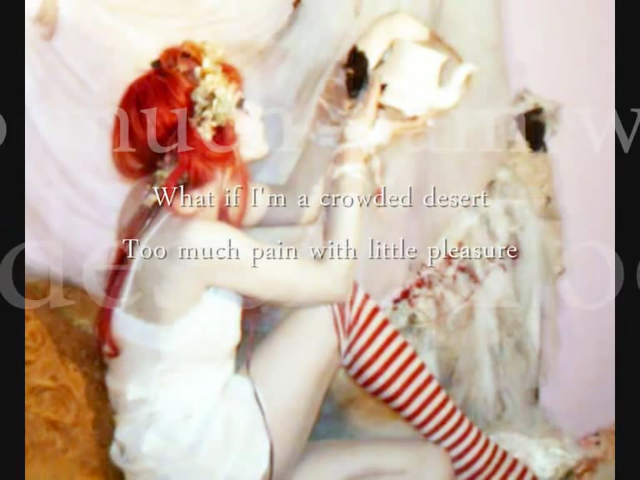 What if I'm a crowded desert
Too much pain with little pleasure